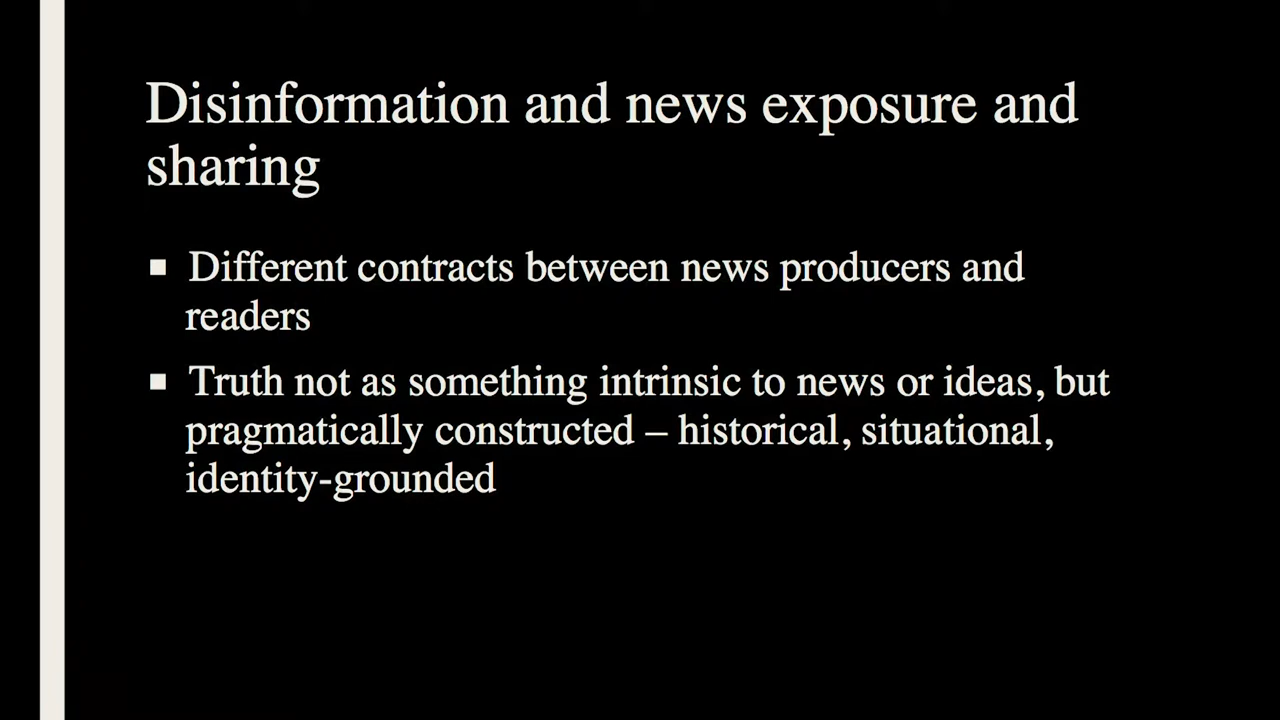 Disinformation and news exposure and
sharing
▪ Different contracts between news producers and
readers
▪ Truth not as something intrinsic to news or ideas, but
pragmatically constructed – historical, situational,
identity-grounded